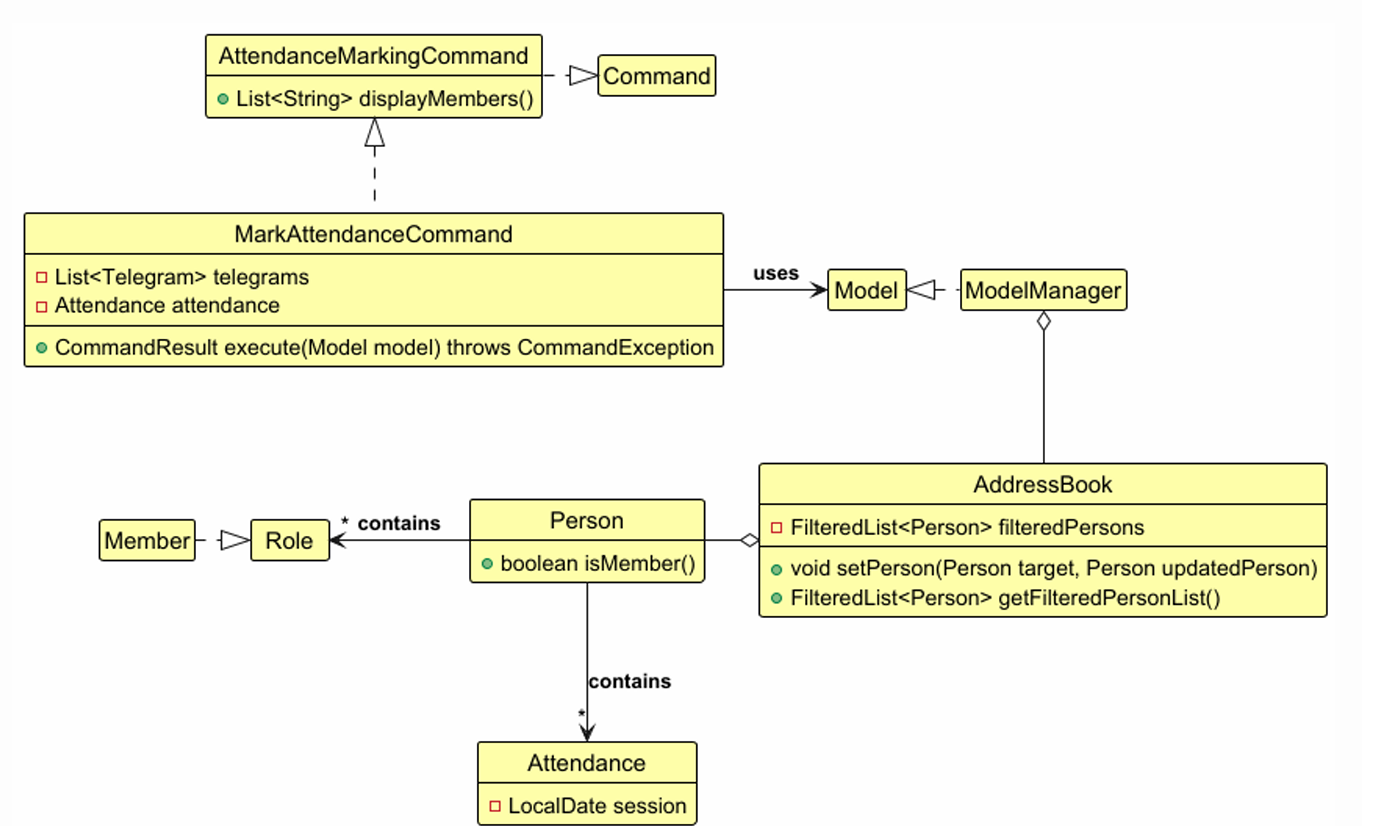 AttendanceMarkingCommand
List<String> displayMembers()
Command
MarkAttendanceCommand
List<Telegram> telegrams
Attendance attendance
CommandResult execute(Model model) throws CommandException
uses
Model
ModelManager
AddressBook
FilteredList<Person> filteredPersons
void setPerson(Person target, Person updatedPerson)
FilteredList<Person> getFilteredPersonList()
Member
Role
* contains
Person
boolean isMember()
contains
*
Attendance
LocalDate session